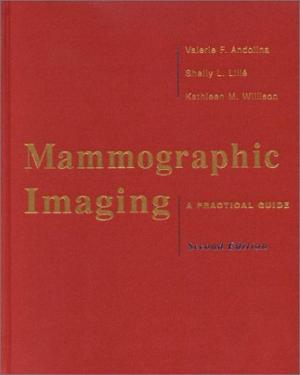 Valerie F. Andolina
Shelly L. Lillé
Kathleen M. Willison
Mammographic
Imaging
A PRACTICAL GUIDE
Second Edition